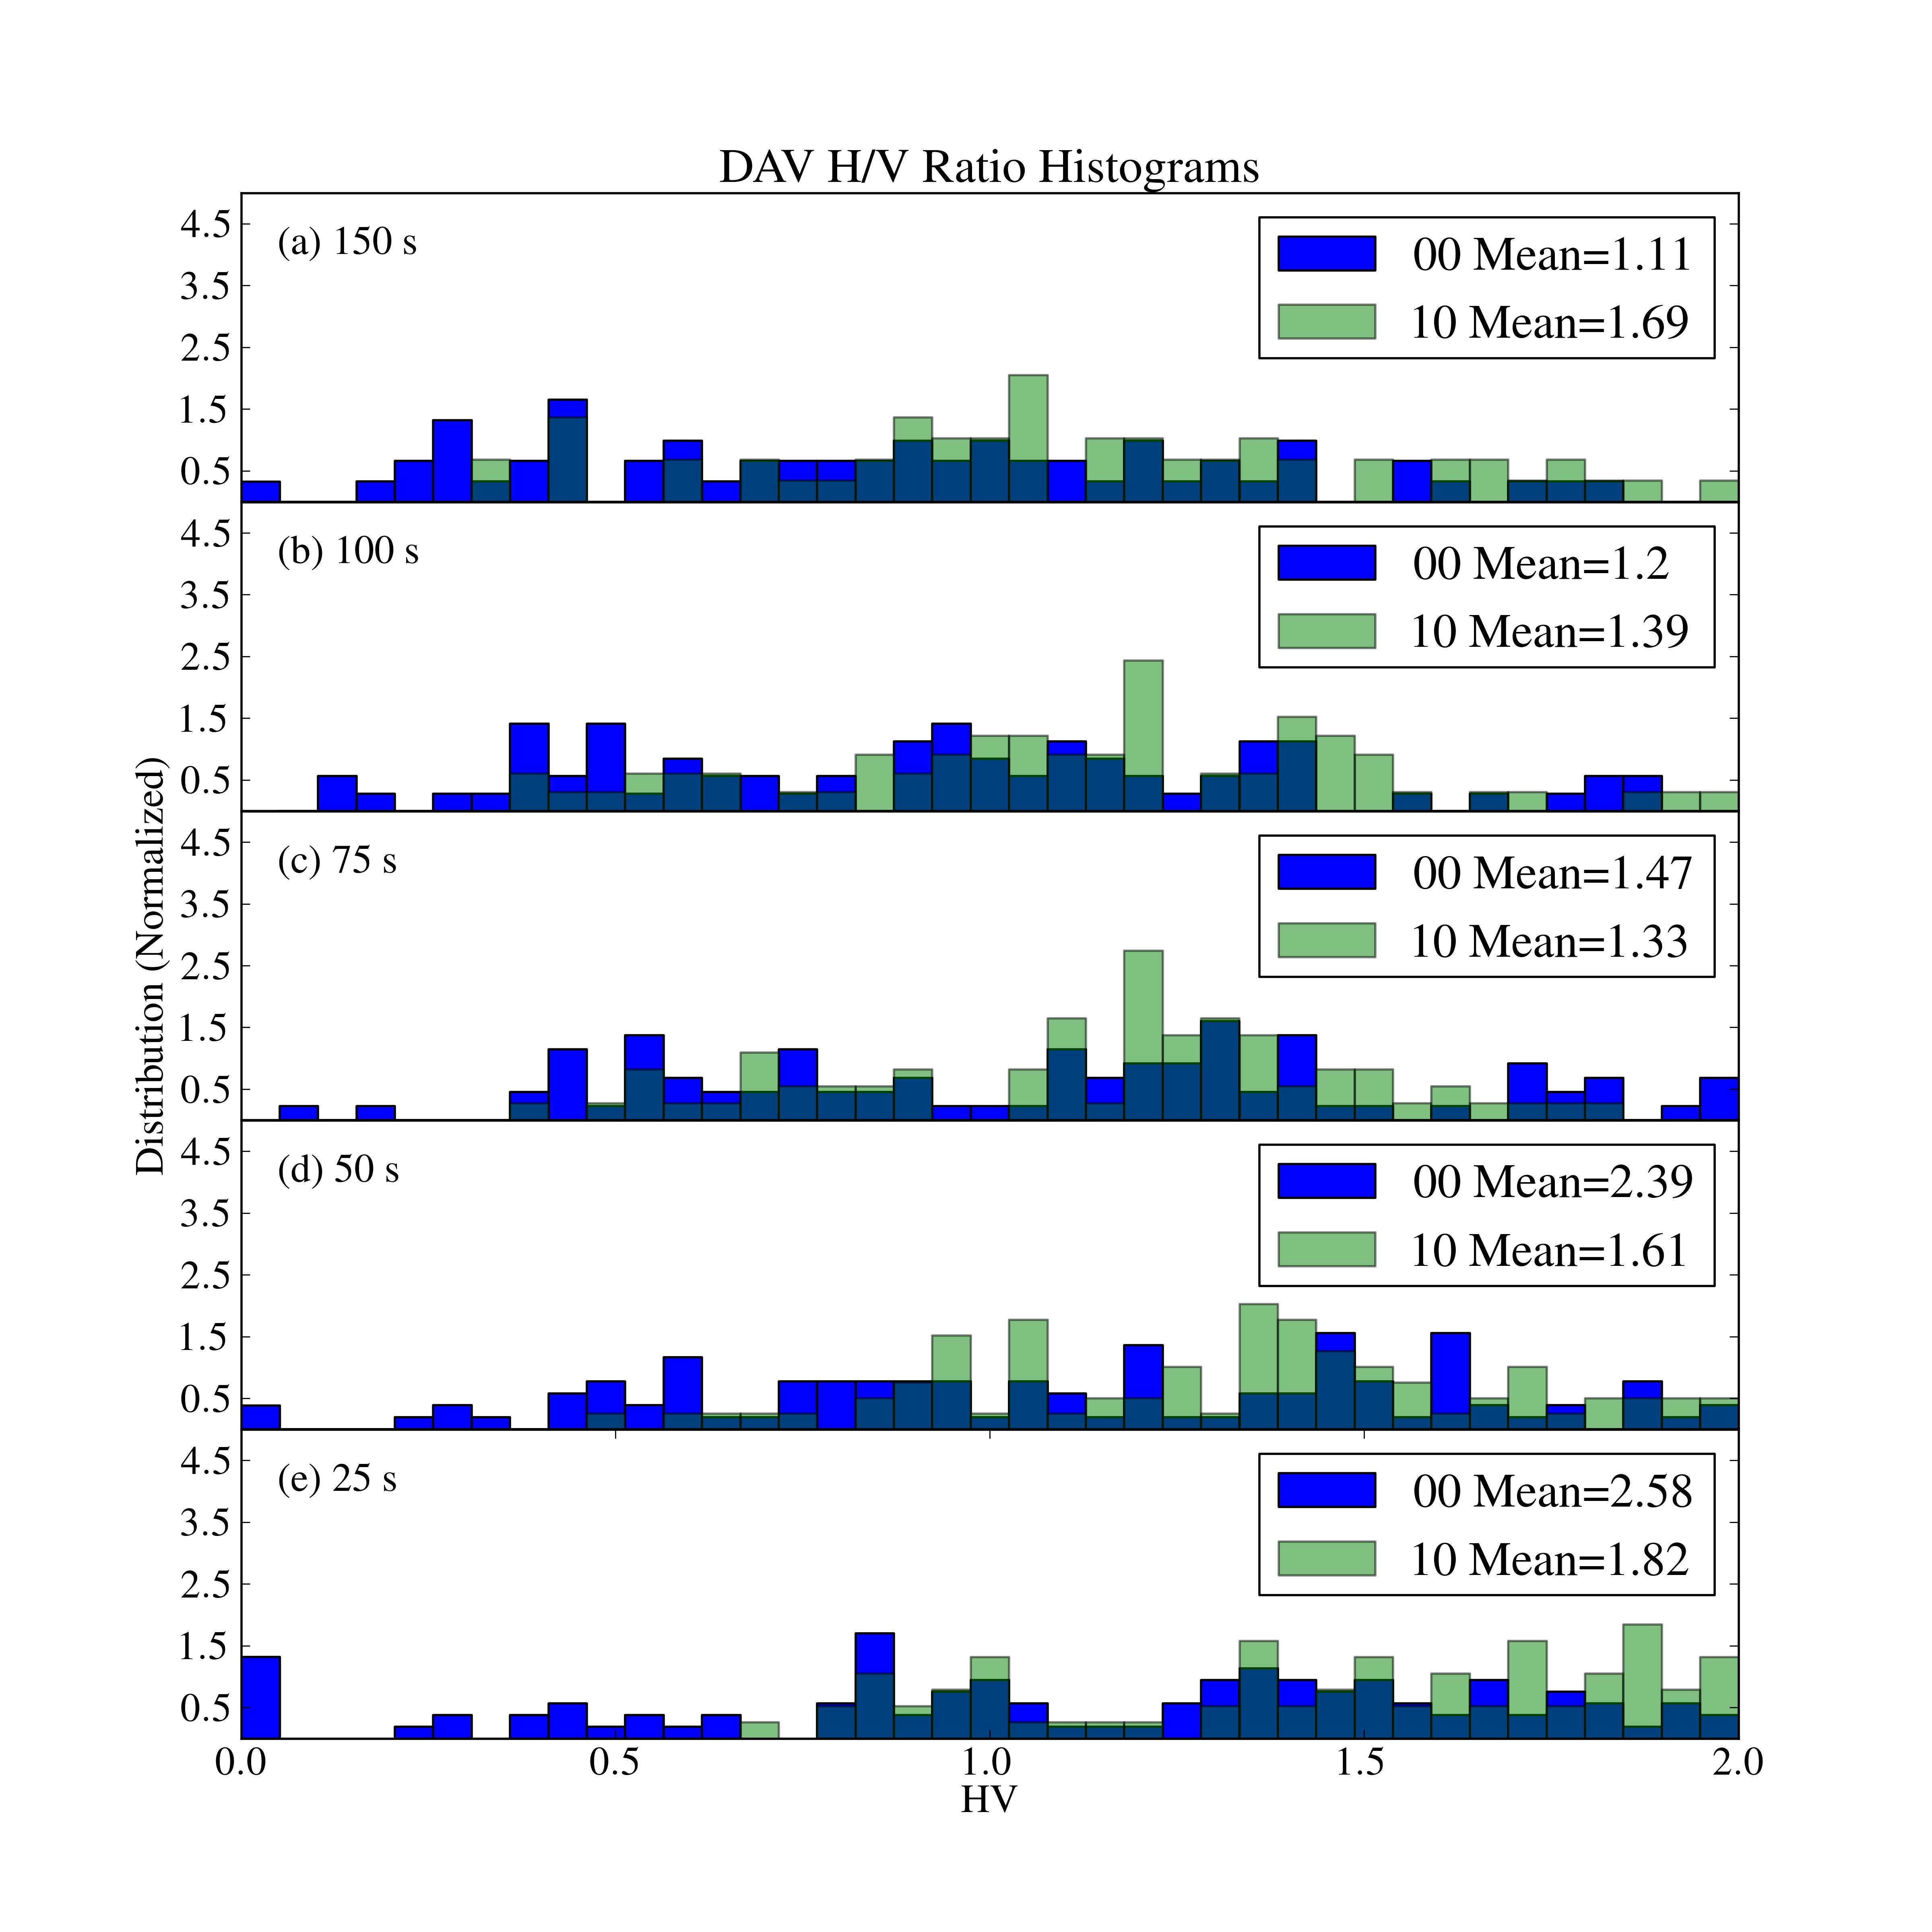 DAV H/V Ratio Histograms
Distribution (Normalized)
4.5
3.5
2.5
1.5
0.5
(a) 150 s
00 Mean=1.11
10 Mean=1.69
4.5
3.5
2.5
1.5
0.5
(b) 100 s
00 Mean=1.2
10 Mean=1.39
4.5
3.5
2.5
1.5
0.5
(c) 75 s
00 Mean=1.47
10 Mean=1.33
4.5
3.5
2.5
1.5
0.5
(d) 50 s
00 Mean=2.39
10 Mean=1.61
4.5
3.5
2.5
1.5
0.5
(e) 25 s
00 Mean=2.58
10 Mean=1.82
0.0 0.5 1.0 1.5 2.0
HV